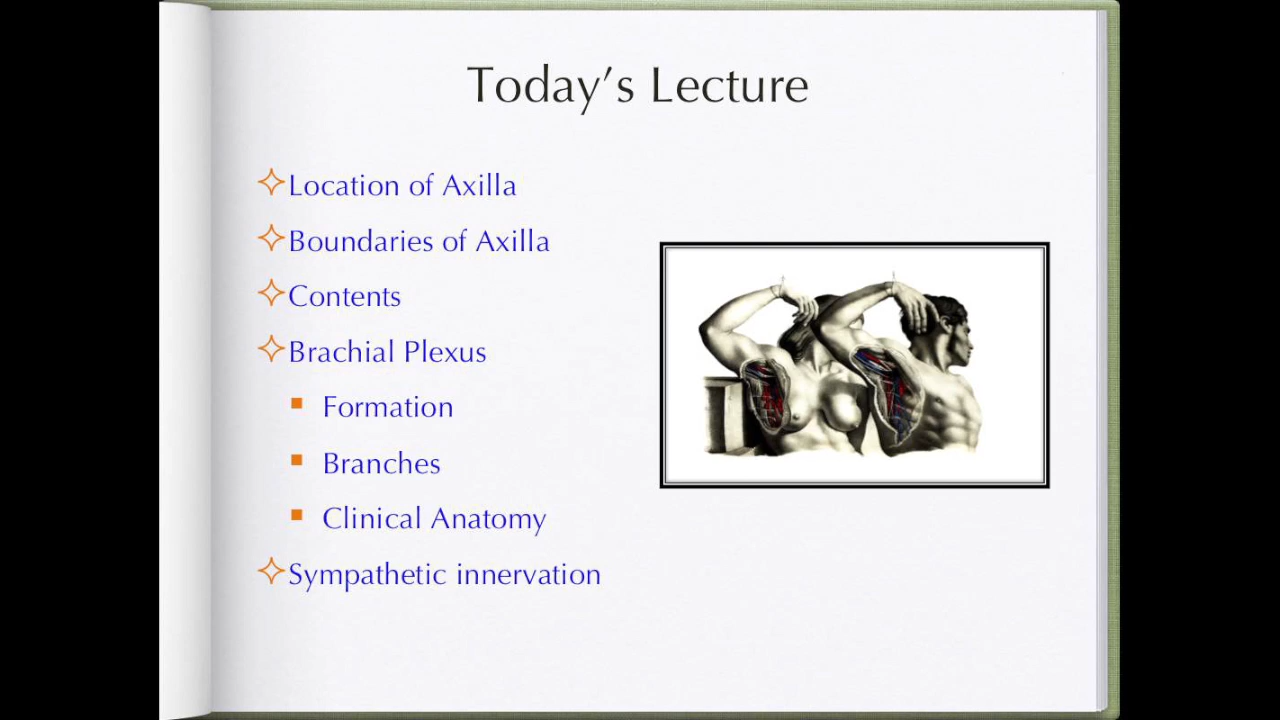 Today’s Lecture
Location of Axilla
Boundaries of Axilla
Contents
Brachial Plexus
Formation
Branches
Clinical Anatomy
Sympathetic innervation